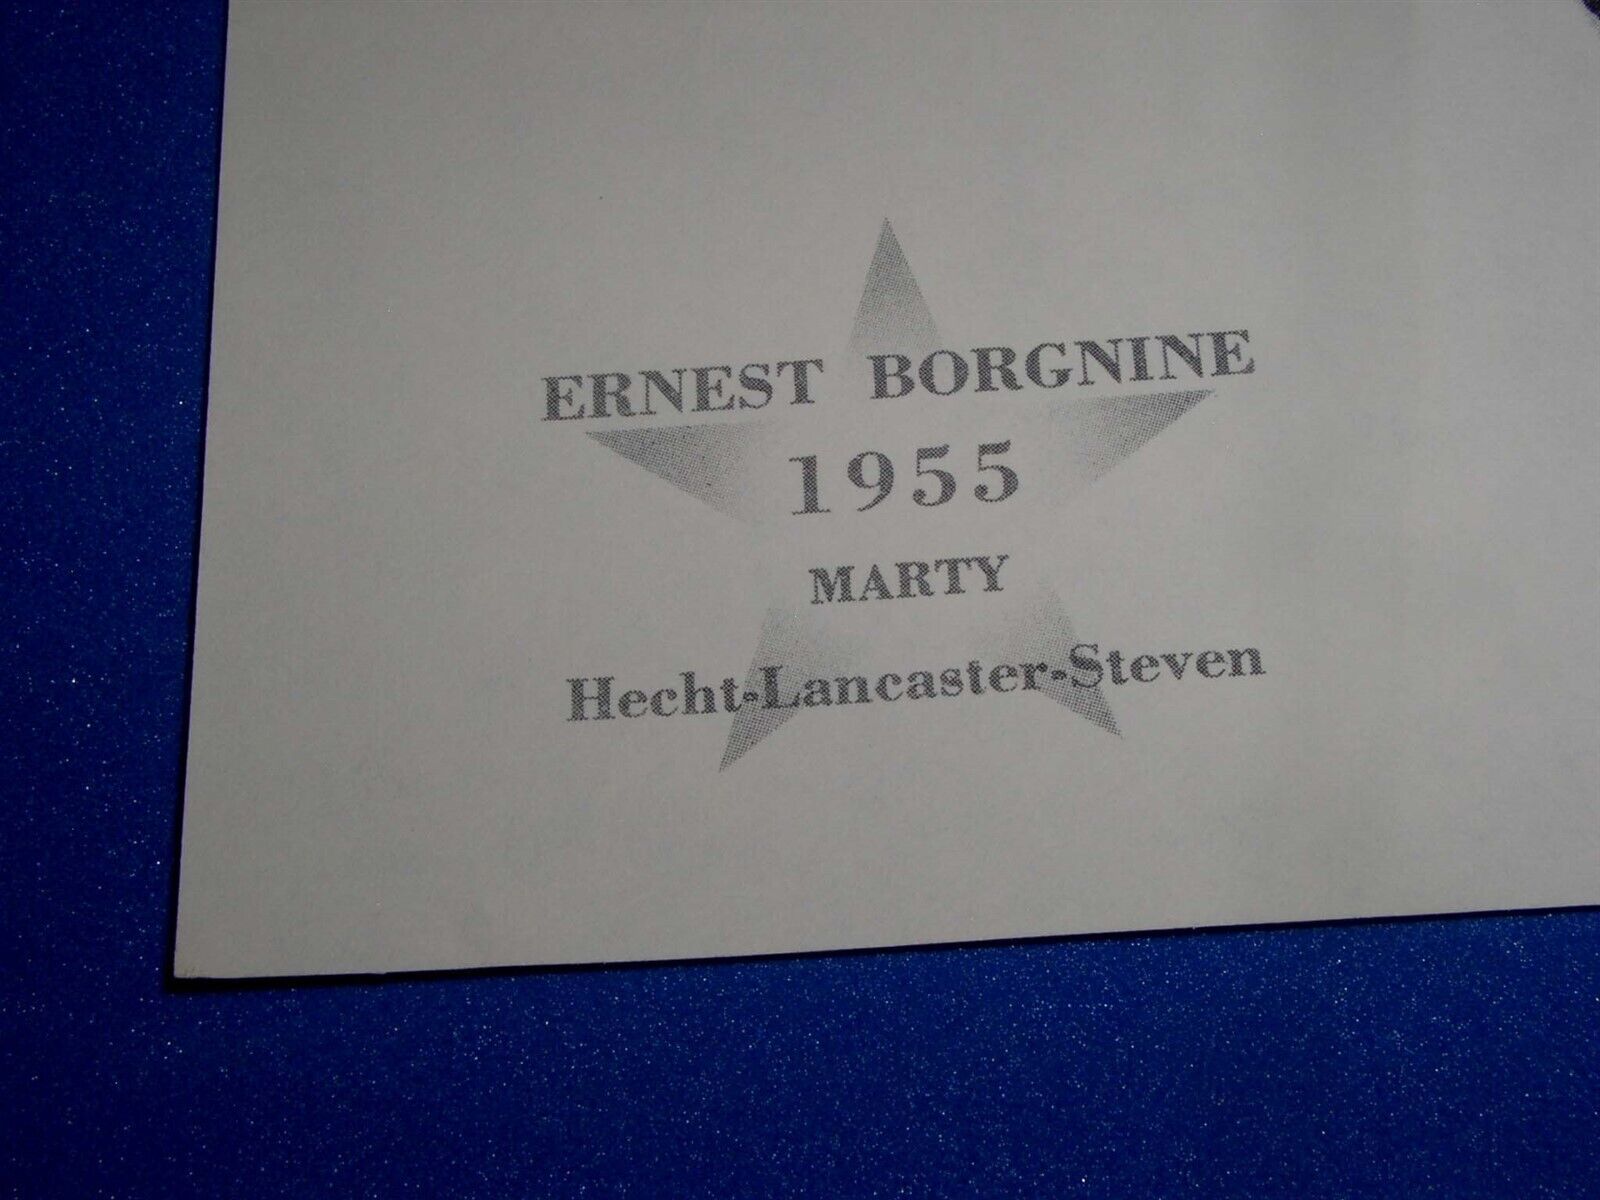 ERNEST BORGNINE
1955
MARTY
Hecht-Lancaster-Steven